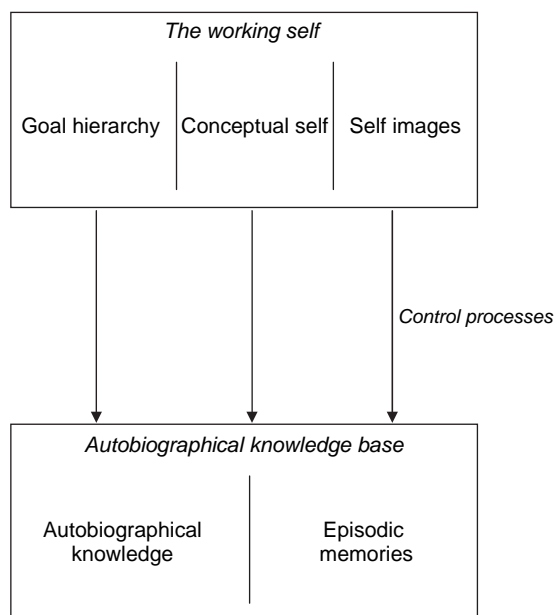 The working self
Goal hierarchy
Conceptual self
Self images
Control processes
Autobiographical knowledge base
Autobiographical
knowledge
Episodic
memories